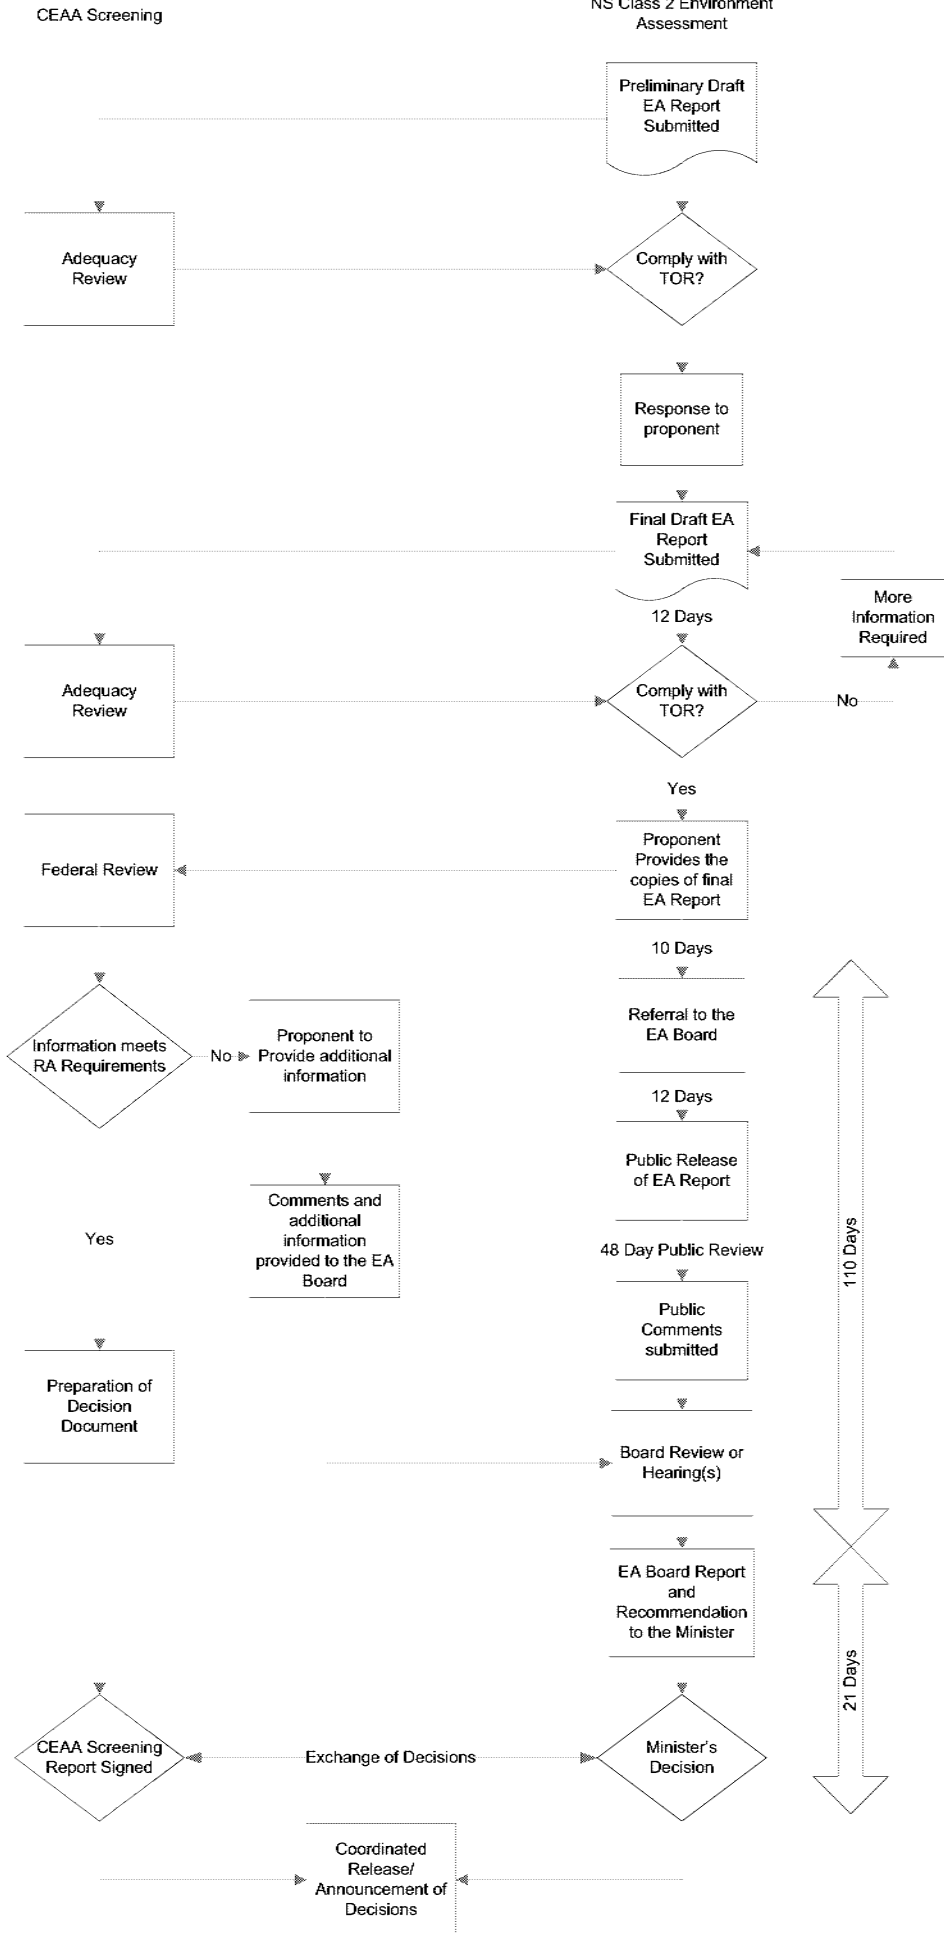 CEAA Screening
NS Class 2 Environment
Assessment
Preliminary Draft
EA Report
Submitted
Adequacy
Review
Comply with
TOR?
Response to
proponent
Final Draft EA
Report
Submitted
More
Information
Required
12 Days
Adequacy
Review
Comply with
TOR?
No
Yes
Federal Review
Proponent
Provides the
copies of final
EA Report
10 Days
Information meets
RA Requirements
No
Proponent to
Provide additional
information
Referral to the
EA Board
12 Days
Public Release
of EA Report
Yes
Comments and
additional
information
provided to the EA
Board
48 Day Public Review
110 Days
Public
Comments
submitted
Preparation of
Decision
Document
Board Review or
Hearing(s)
EA Board Report
and
Recommendation
to the Minister
21 Days
CEAA Screening
Report Signed
Exchange of Decisions
Minister's
Decision
Coordinated
Release/
Announcement of
Decisions